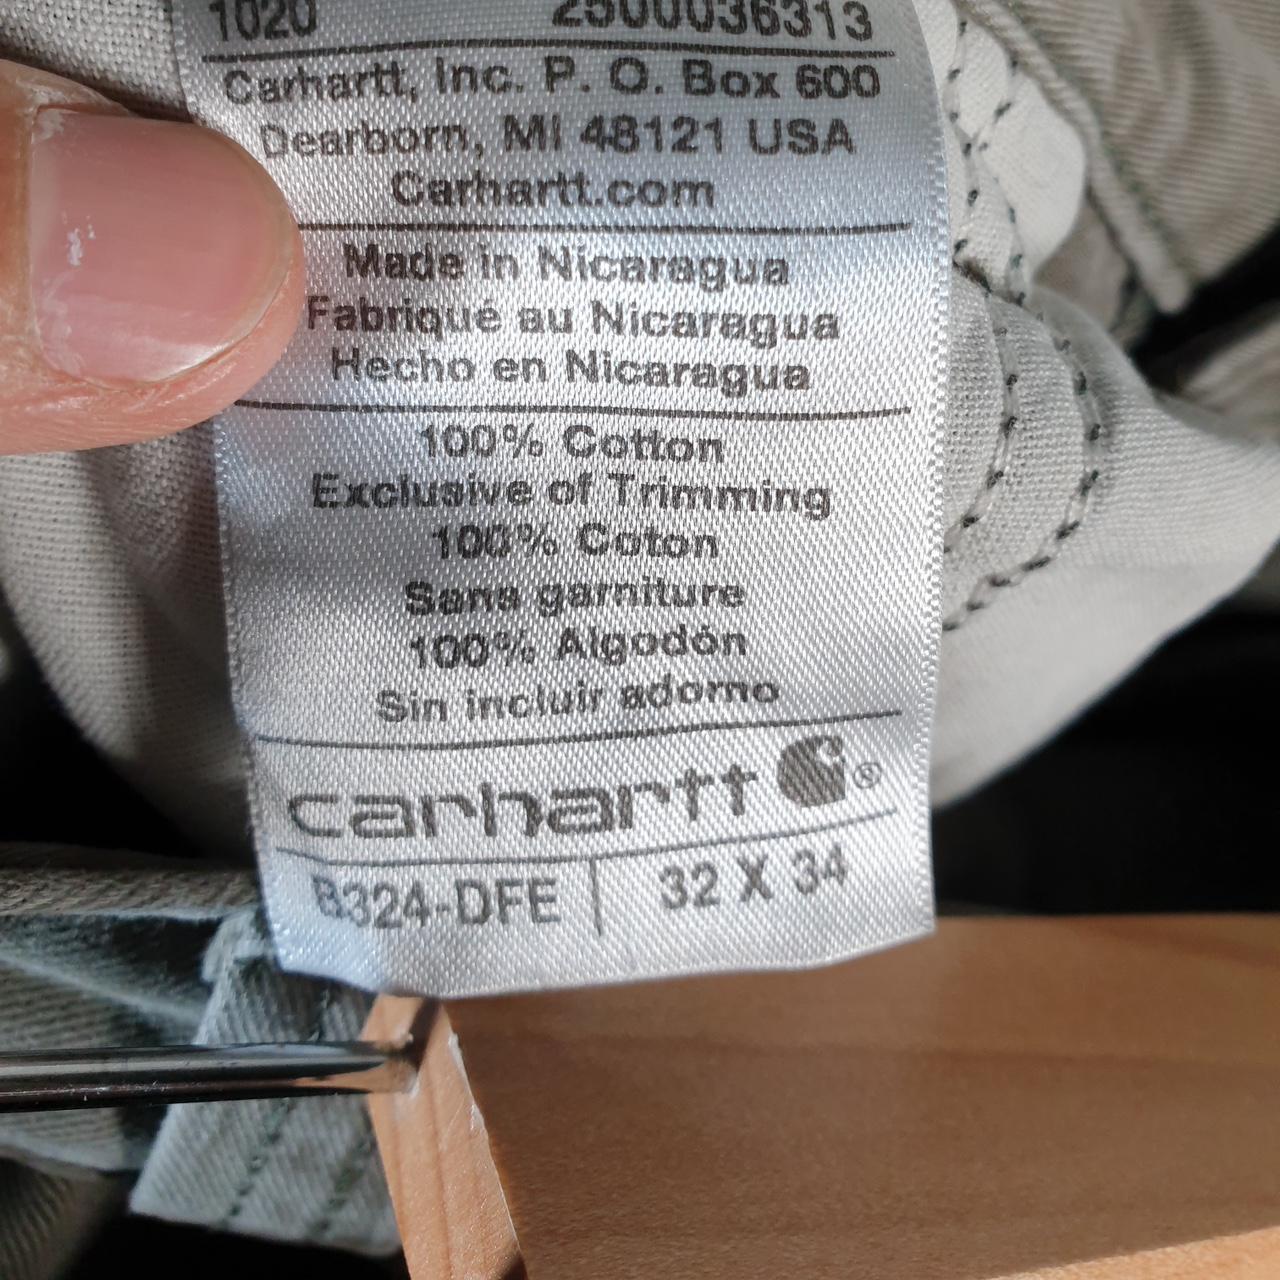 1020 2500036313
Carhartt, Inc. P. O. Box 600
Dearborn, MI 48121 USA
Carhartt.com
Made in Nicaragua
Fabriqué au Nicaragua
Hecho en Nicaragua
100% Cotton
Exclusive of Trimming
100% Coton
Sans garniture
100% Algodón
Sin incluir adorno
carhartt ®
B324-DFE 32 X 34